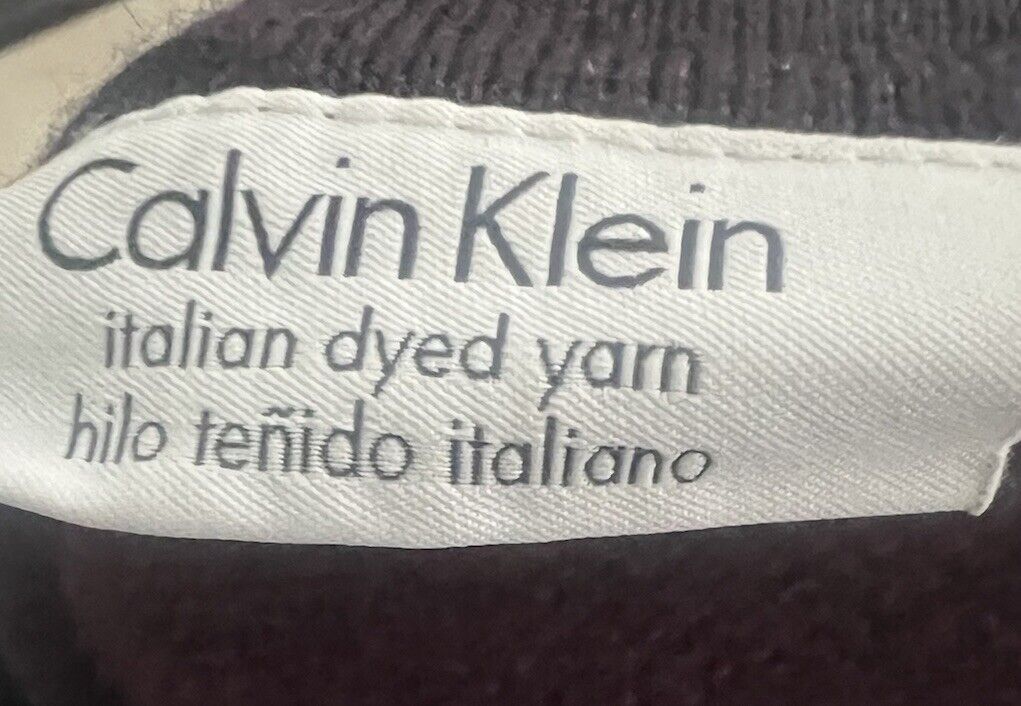 Calvin Klein
italian dyed yarn
hilo teñido italiano